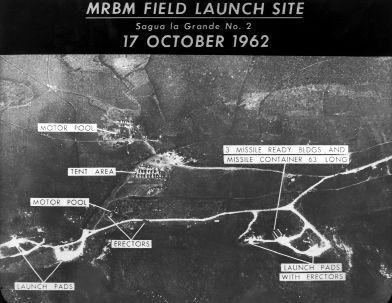 MRBM FIELD LAUNCH SITE
Sagua la Grande No. 2
17 OCTOBER 1962
MOTOR POOL
3 MISSILE READY BLDGS AND
MISSILE CONTAINER 63 LONG
TENT AREA
MOTOR POOL
ERECTORS
LAUNCH PADS
WITH ERECTORS
LAUNCH PADS